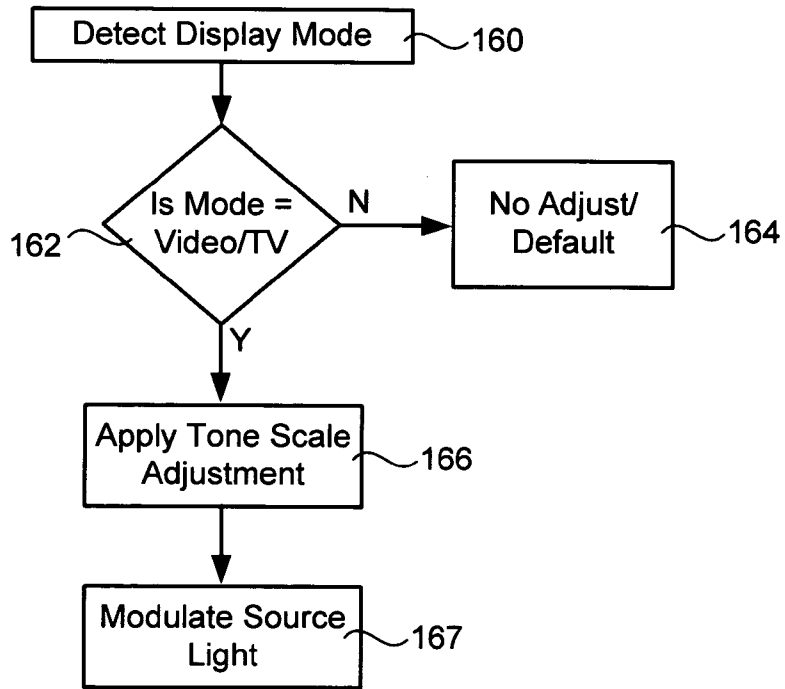 Detect Display Mode
160
Is Mode =
Video/TV
162
N
No Adjust/
Default
164
Y
Apply Tone Scale
Adjustment
166
Modulate Source
Light
167